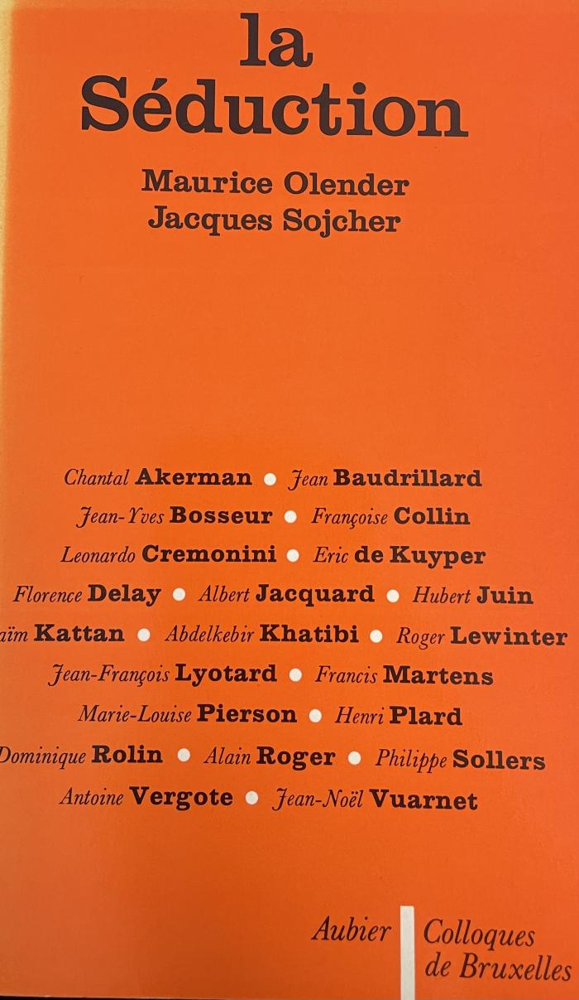 la
Séduction
Maurice Olender
Jacques Sojcher
Chantal Akerman • Jean Baudrillard
Jean-Yves Bosseur • Françoise Collin
Leonardo Cremonini • Eric de Kuyper
Florence Delay • Albert Jacquard • Hubert Juin
aïm Kattan • Abdelkebir Khatibi • Roger Lewinter
Jean-François Lyotard • Francis Martens
Marie-Louise Pierson • Henri Plard
Dominique Rolin • Alain Roger • Philippe Sollers
Antoine Vergote • Jean-Noël Vuarnet
Aubier
Colloques
de Bruxelles